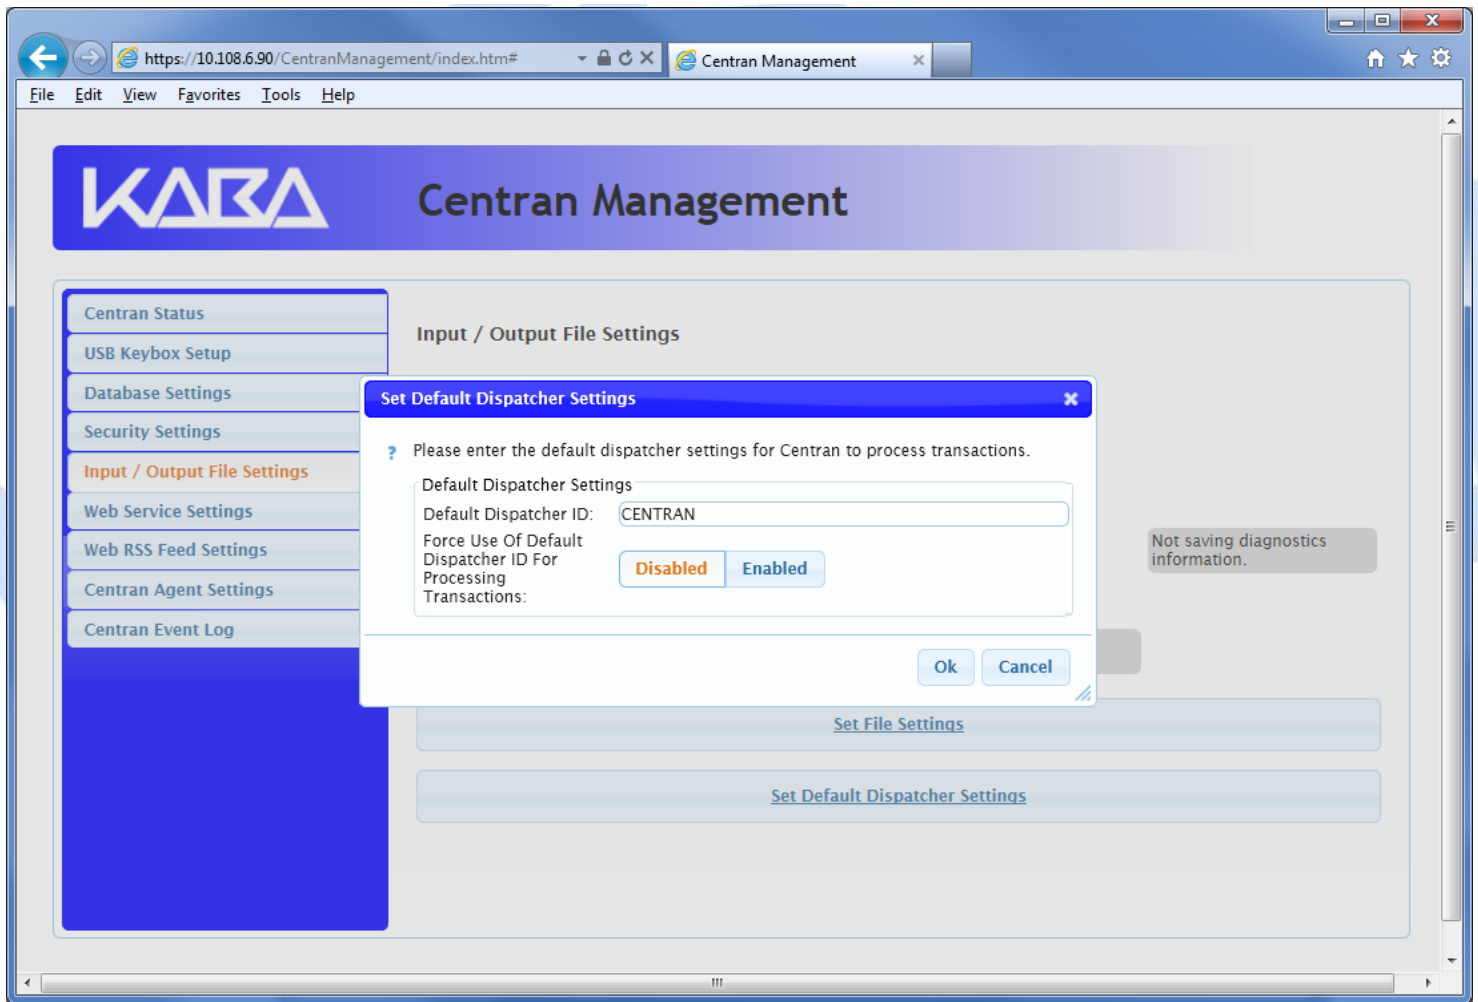 https://10.108.6.90/CentranManagement/index.htm#
Centran Management
File Edit View Favorites Tools Help
KABA
Centran Management
Centran Status
USB Keybox Setup
Database Settings
Security Settings
Input / Output File Settings
Web Service Settings
Web RSS Feed Settings
Centran Agent Settings
Centran Event Log
Input / Output File Settings
Set Default Dispatcher Settings
? Please enter the default dispatcher settings for Centran to process transactions.
Default Dispatcher Settings
Default Dispatcher ID: CENTRAN
Force Use Of Default
Dispatcher ID For
Processing
Transactions:
Disabled Enabled
Ok Cancel
Not saving diagnostics
information.
Set File Settings
Set Default Dispatcher Settings